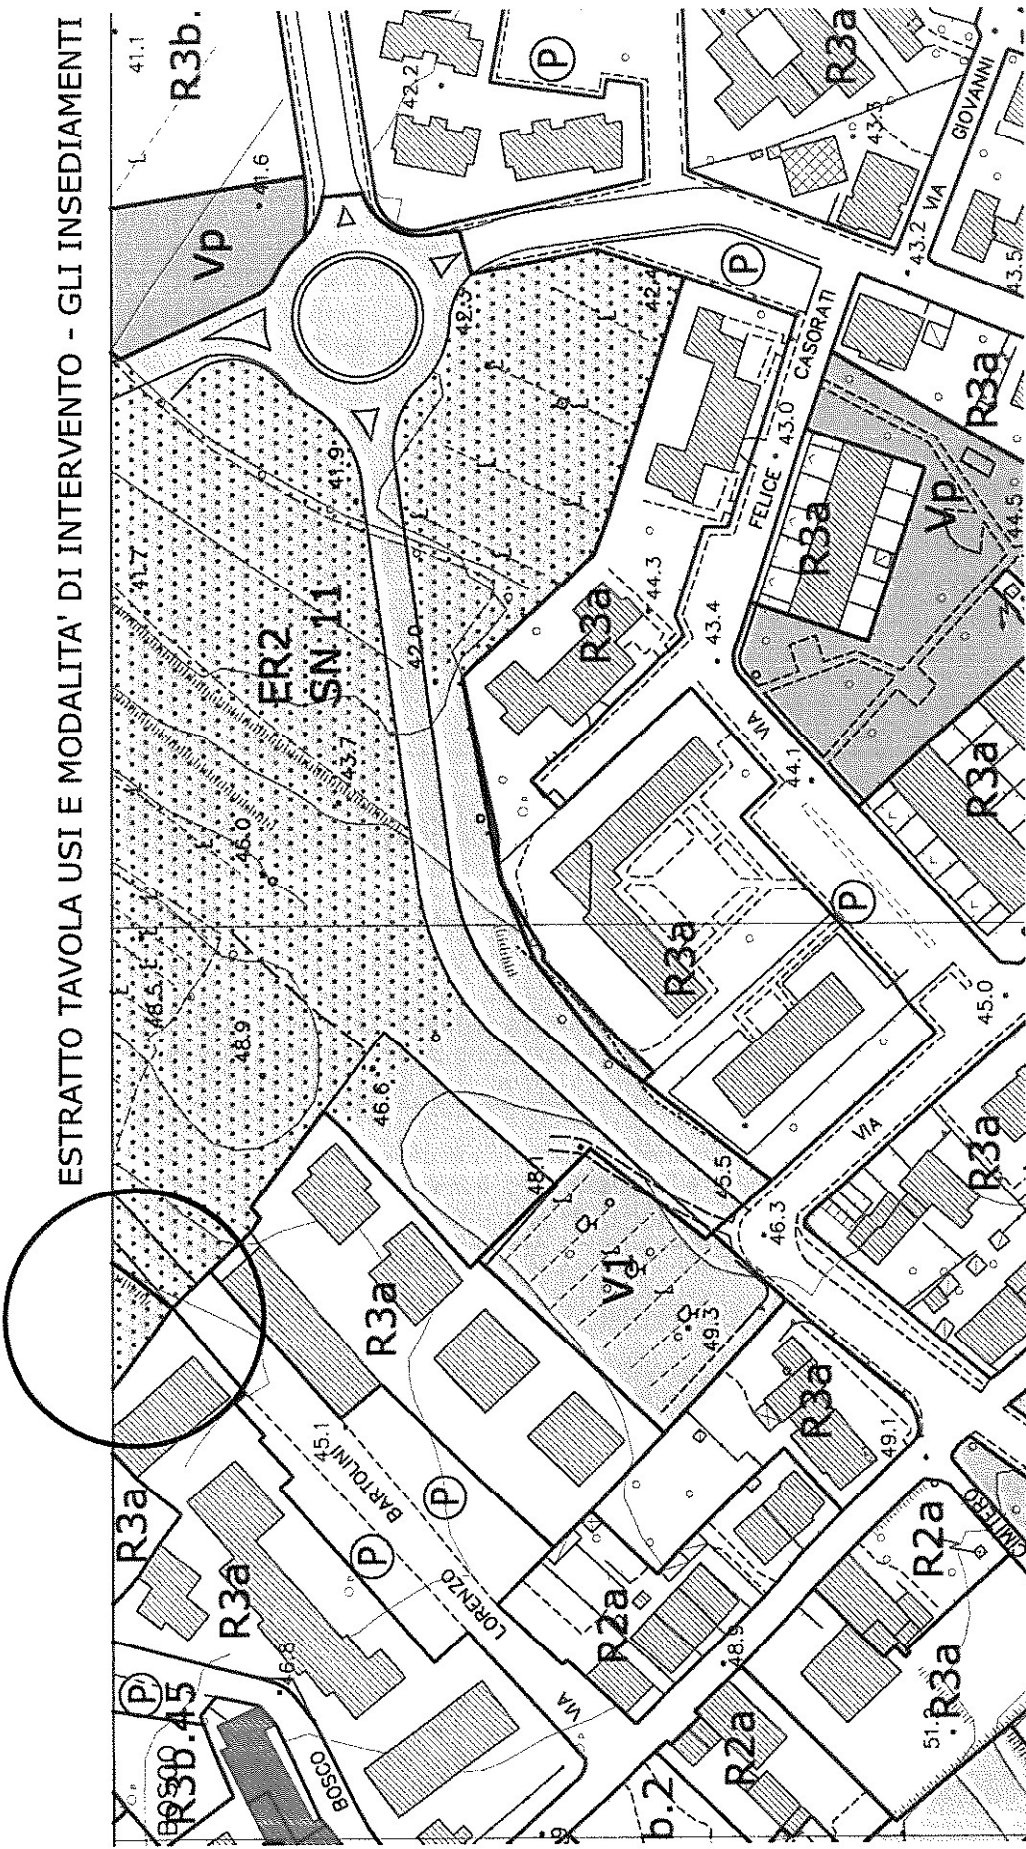 ESTRATTO TAVOLA USI E MODALITA' DI INTERVENTO - GLI INSEDIAMENTI
41.1
R3b.
41.6
Vp
42.2
P
R3a
43.3
GIOVANNI
VIA
43.2
43.5
P
42.4
42.3
CASORATI
FELICE
43.0
R3a
R3a
Vp
44.5
41.9
41.7
ER2
SN.11
42.0
43.7
46.0
48.5
48.9
46.6
R3a
44.3
43.4
VIA
44.1
R3a
R3a
P
45.0
VIA
R3a
45.5
46.3
48.1
V1
49.3
R3a
R3a
49.1
45.1
VIA
LORENZO
BARTOLINI
P
P
R3a
R3a
46.8
P
BOSCO
R3b.45
BOSCO
R2a
48.9
R2a
CIMITERO
R3a
51.2
R2a
b.2